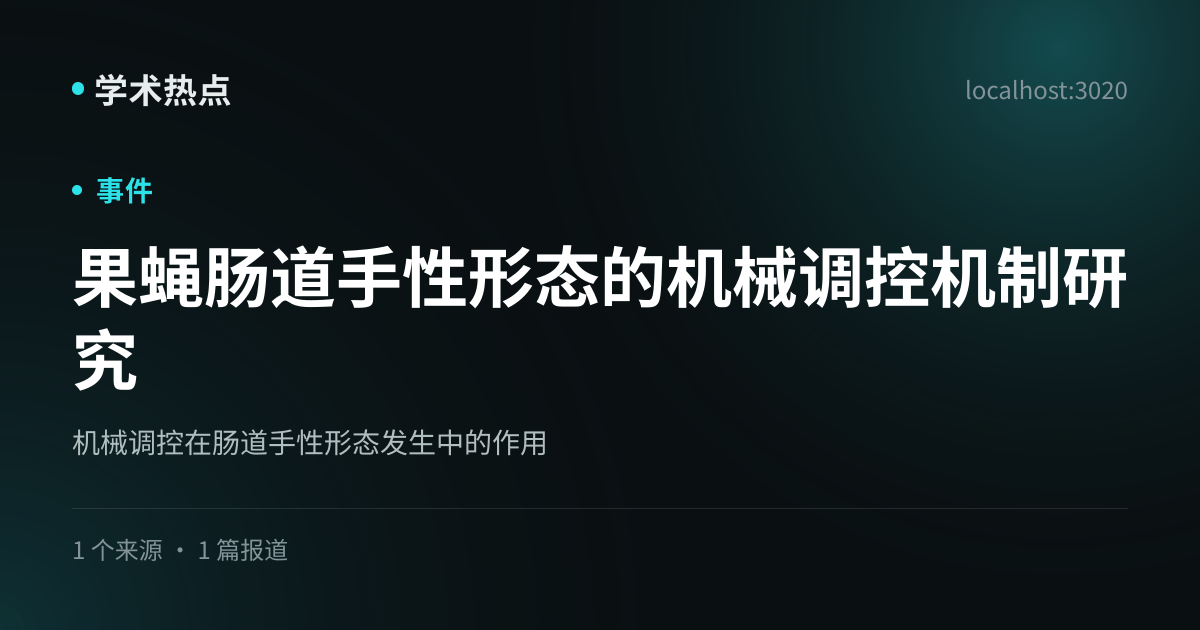 学术热点
localhost:3020
事件
果蝇肠道手性形态的机械调控机制研
究
机械调控在肠道手性形态发生中的作用
1 个来源 • 1 篇报道